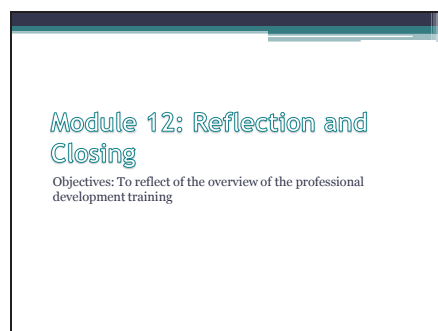 Module 12: Reflection and
Closing
Objectives: To reflect of the overview of the professional
development training